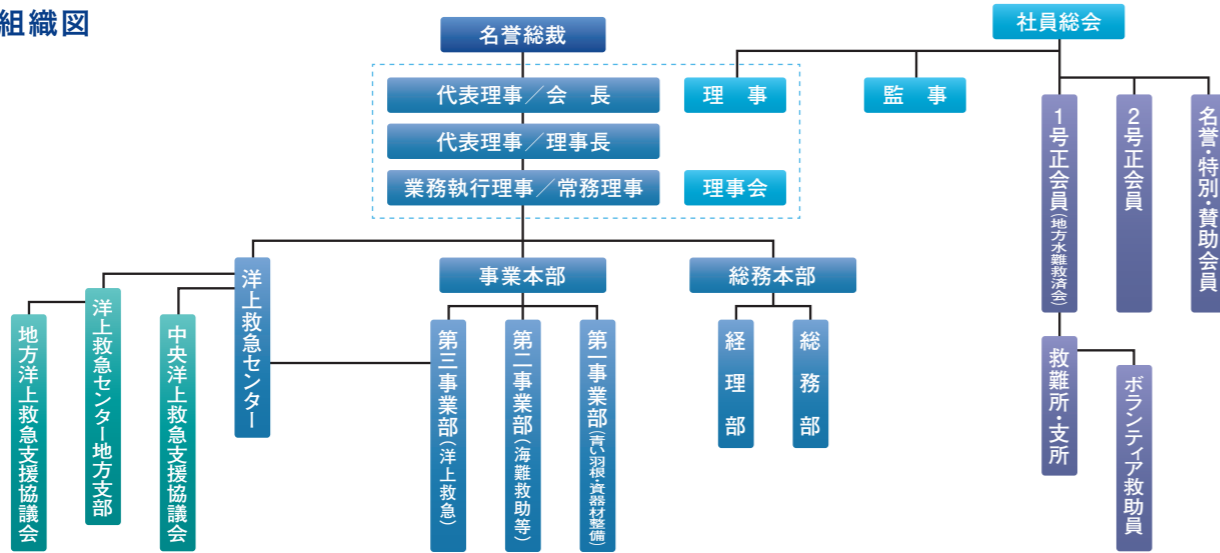 組織図
名誉総裁
社員総会
代表理事／会　長
理　事
監　事
代表理事／理事長
業務執行理事／常務理事
理事会
1号正会員(地方水難救済会)
2号正会員
名誉・特別・賛助会員
洋上救急センター
事業本部
総務本部
地方洋上救急支援協議会
洋上救急センター地方支部
中央洋上救急支援協議会
第三事業部(洋上救急)
第二事業部(海難救助等)
第一事業部(青い羽根・資器材整備)
経理部
総務部
救難所・支所
ボランティア救助員